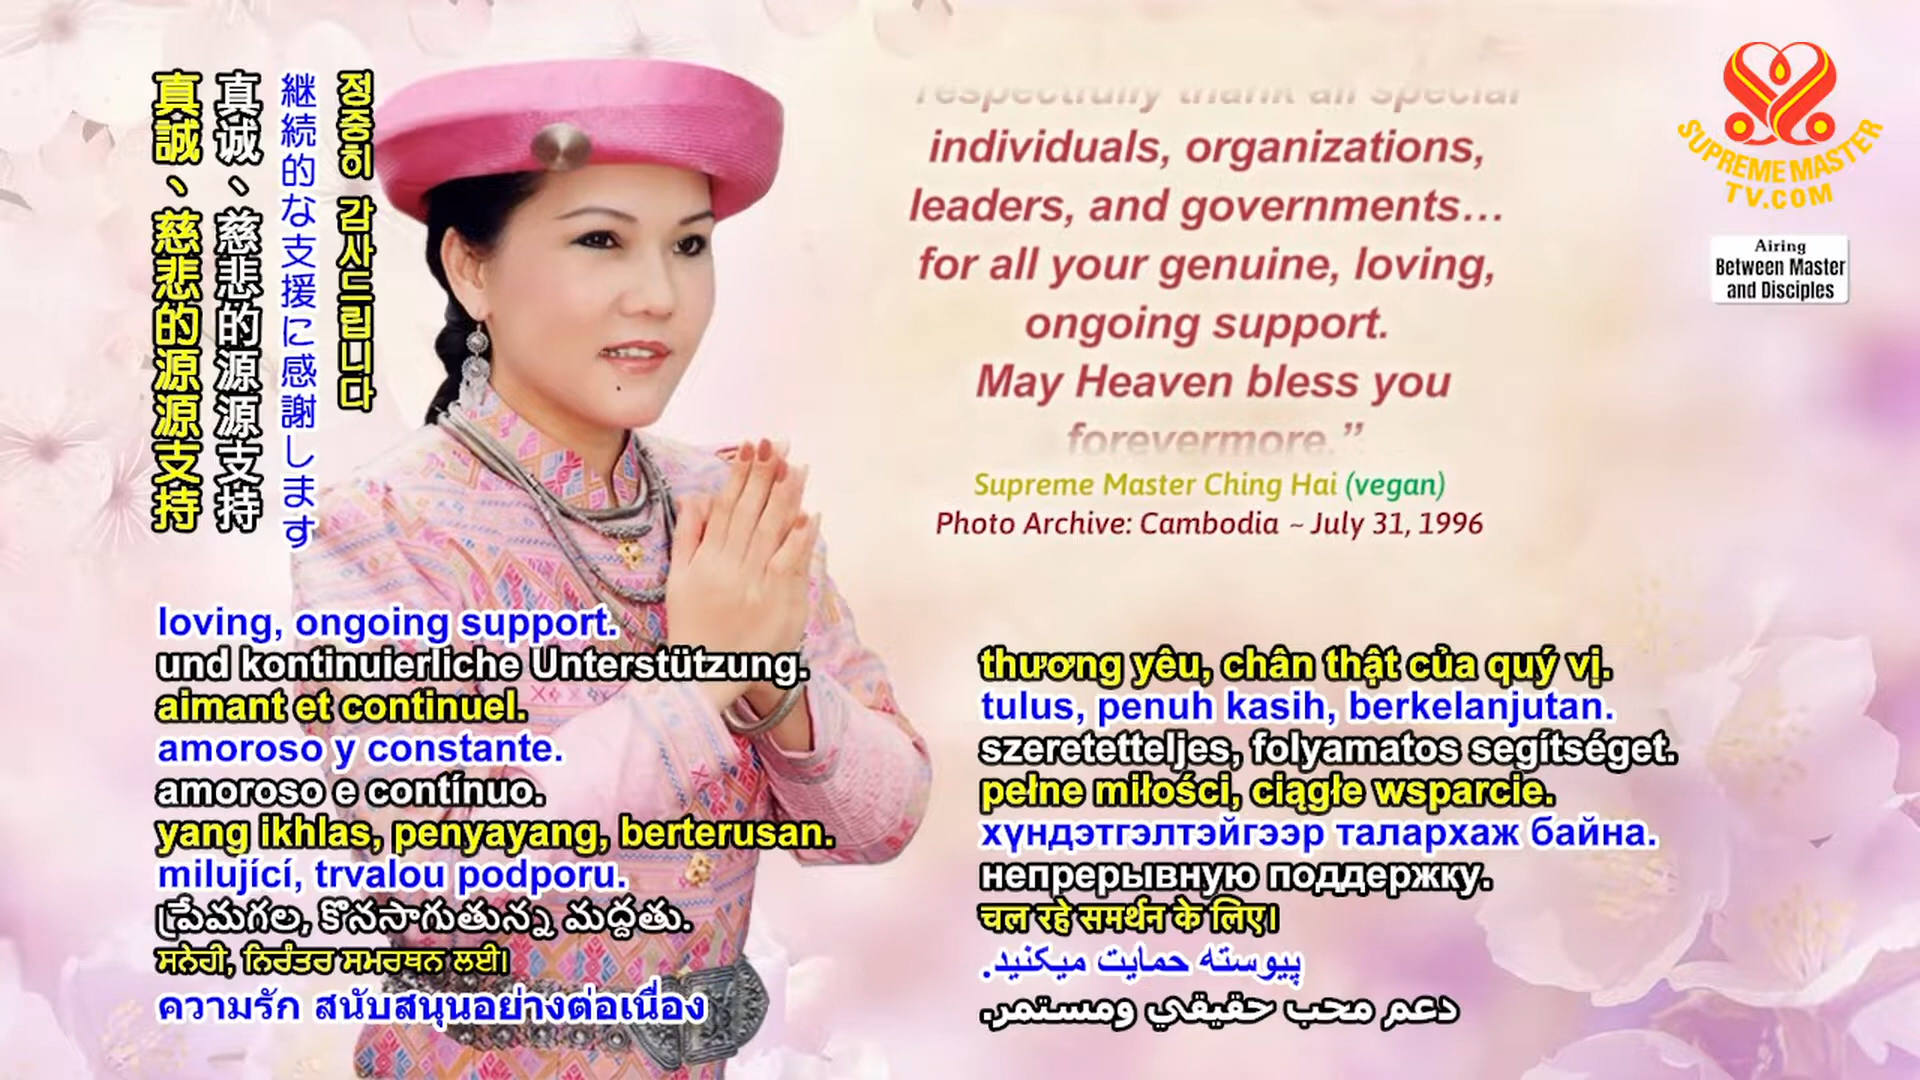 真誠、慈悲的源源支持
真诚、慈悲的源源支持
継続的な支援に感謝します
정중히 감사드립니다
respectfully thank all special
individuals, organizations,
leaders, and governments…
for all your genuine, loving,
ongoing support.
May Heaven bless you
forevermore.”
Supreme Master Ching Hai (vegan)
Photo Archive: Cambodia ~ July 31, 1996
SUPREME MASTER
TV.COM
Airing
Between Master
and Disciples
loving, ongoing support.
und kontinuierliche Unterstützung.
aimant et continuel.
amoroso y constante.
amoroso e contínuo.
yang ikhlas, penyayang, berterusan.
milující, trvalou podporu.
ప్రేమగల, కొనసాగుతున్న మద్దతు.
ਸਨੇਹੀ, ਨਿਰੰਤਰ ਸਮਰਥਨ ਲਈ।
ความรัก สนับสนุนอย่างต่อเนื่อง
thương yêu, chân thật của quý vị.
tulus, penuh kasih, berkelanjutan.
szeretetteljes, folyamatos segítséget.
pełne miłości, ciągłe wsparcie.
хүндэтгэлтэйгээр талархаж байна.
непрерывную поддержку.
चल रहे समर्थन के लिए।
پیوسته حمایت میکنید.
دعم محب حقيقي ومستمر.